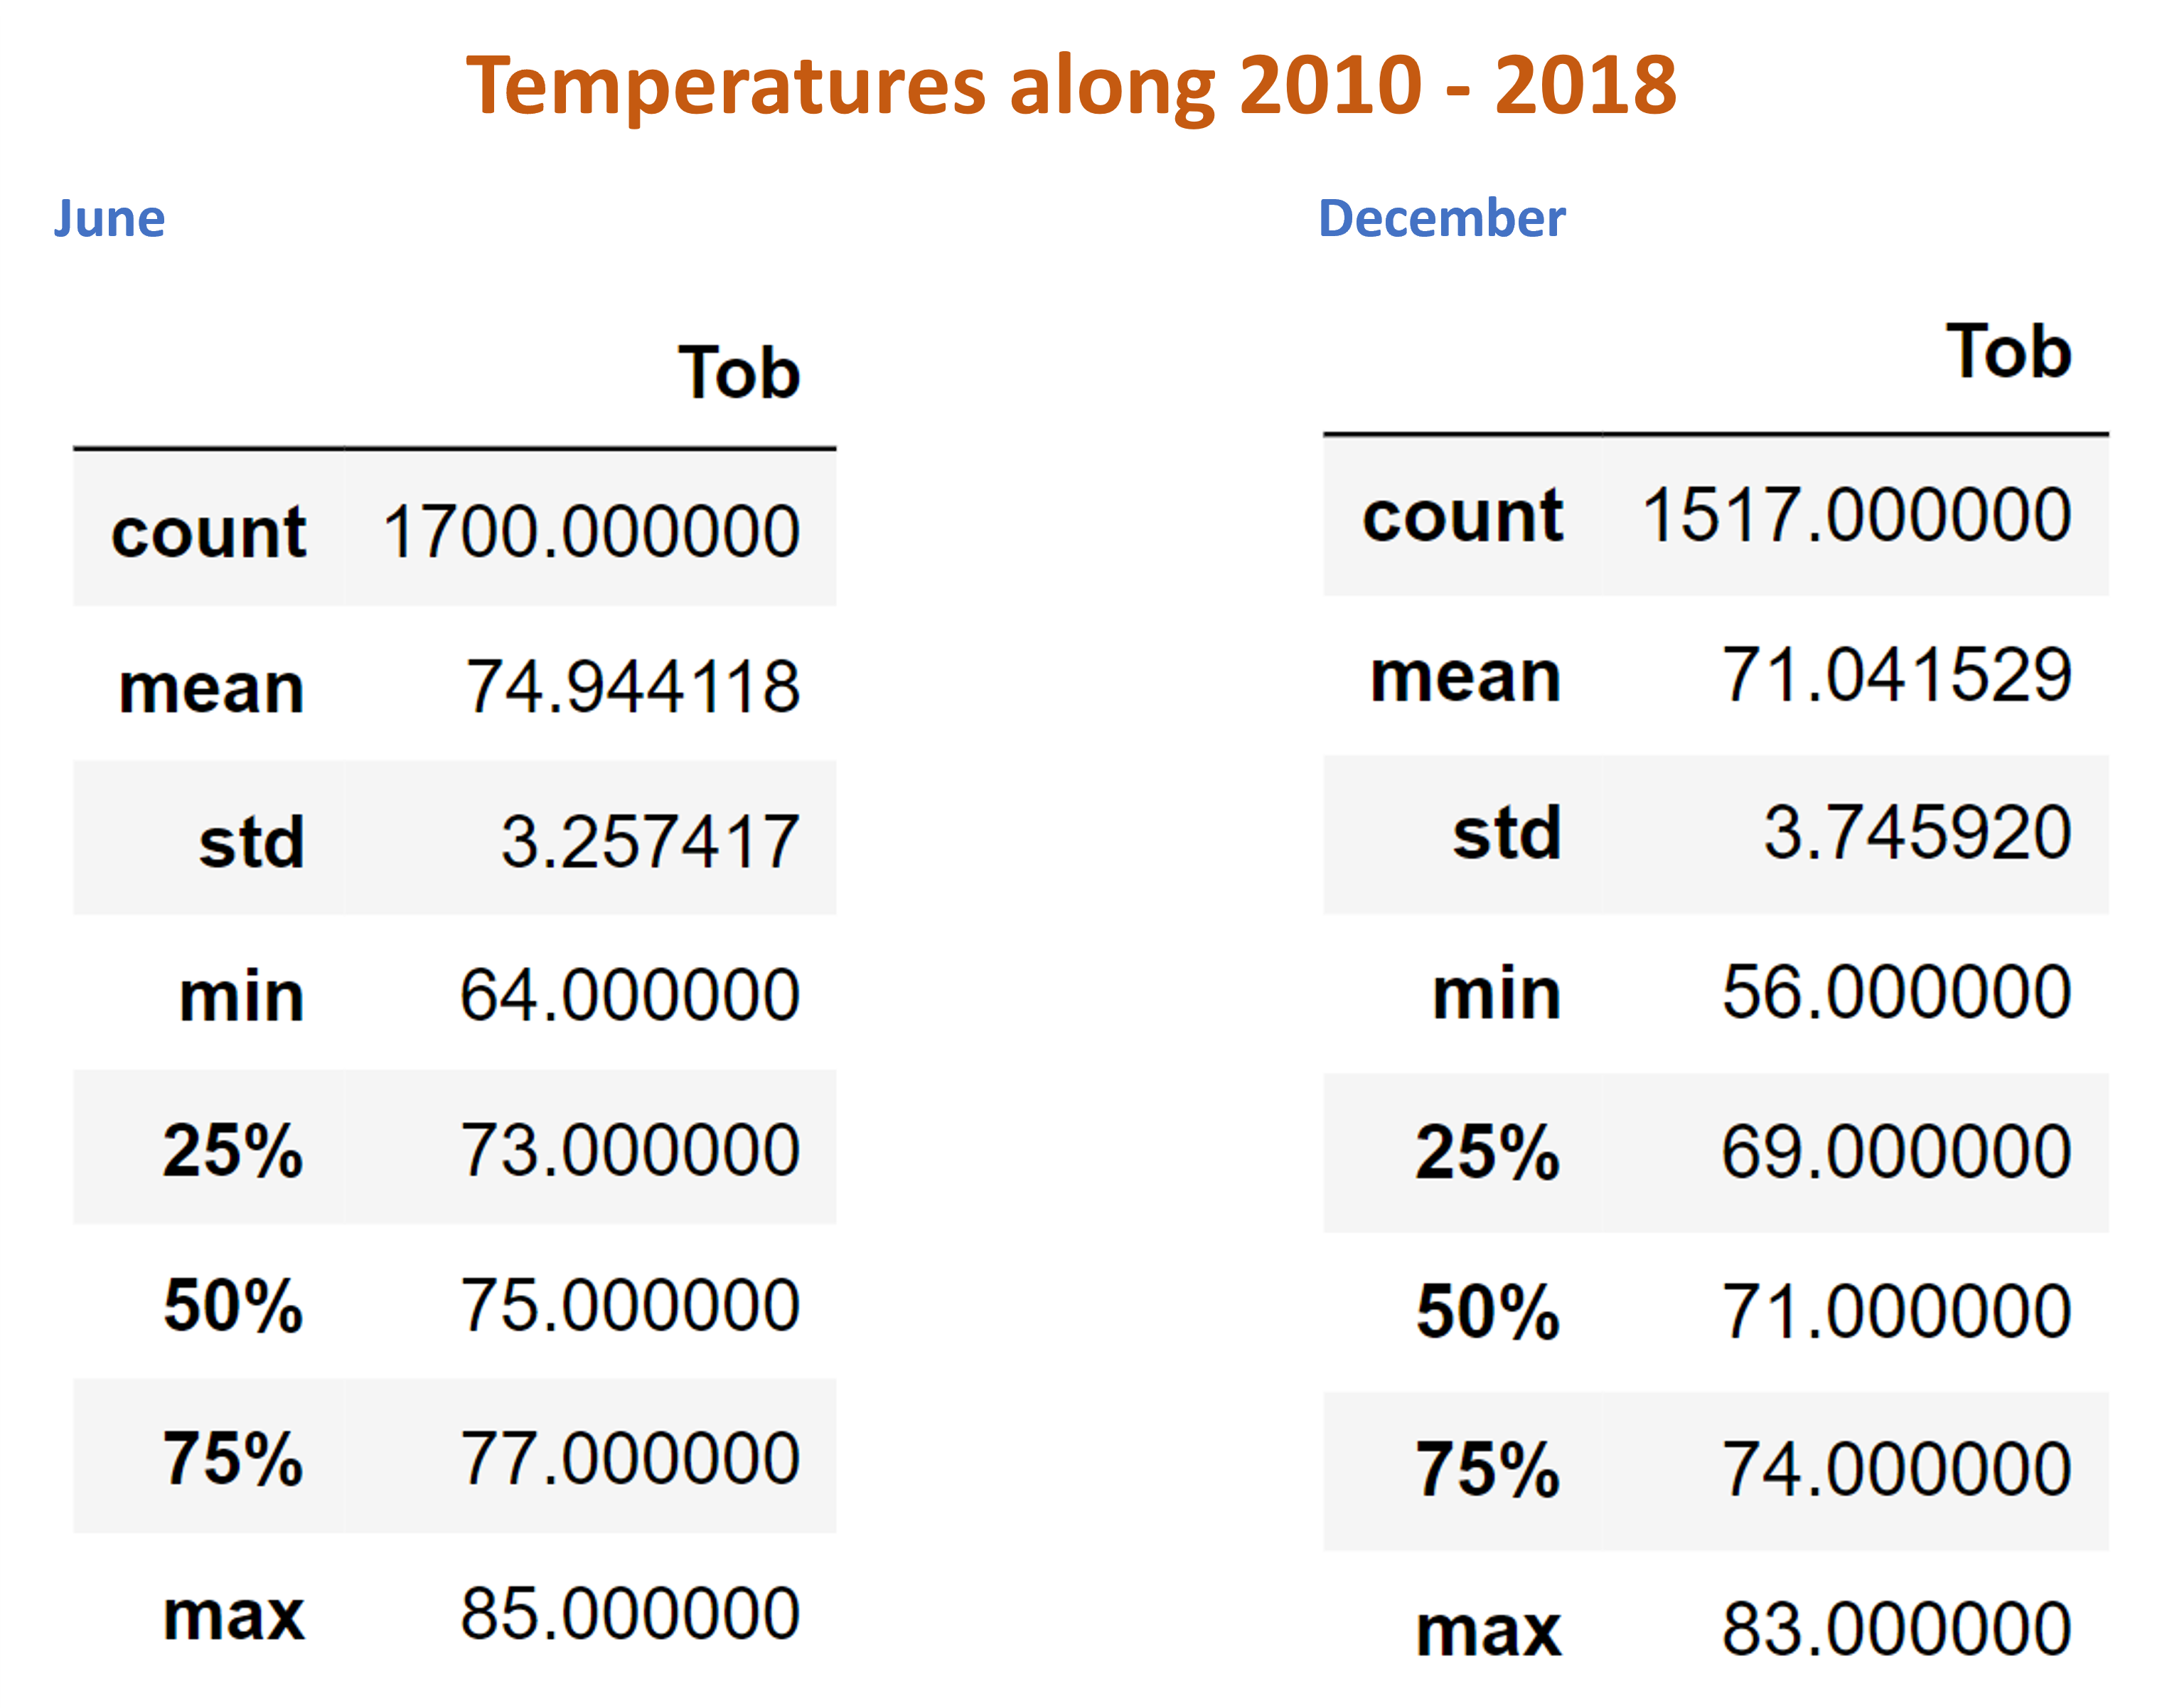 Temperatures along 2010 - 2018
June
Tob
count 1700.000000
mean 74.944118
std 3.257417
min 64.000000
25% 73.000000
50% 75.000000
75% 77.000000
max 85.000000
December
Tob
count 1517.000000
mean 71.041529
std 3.745920
min 56.000000
25% 69.000000
50% 71.000000
75% 74.000000
max 83.000000